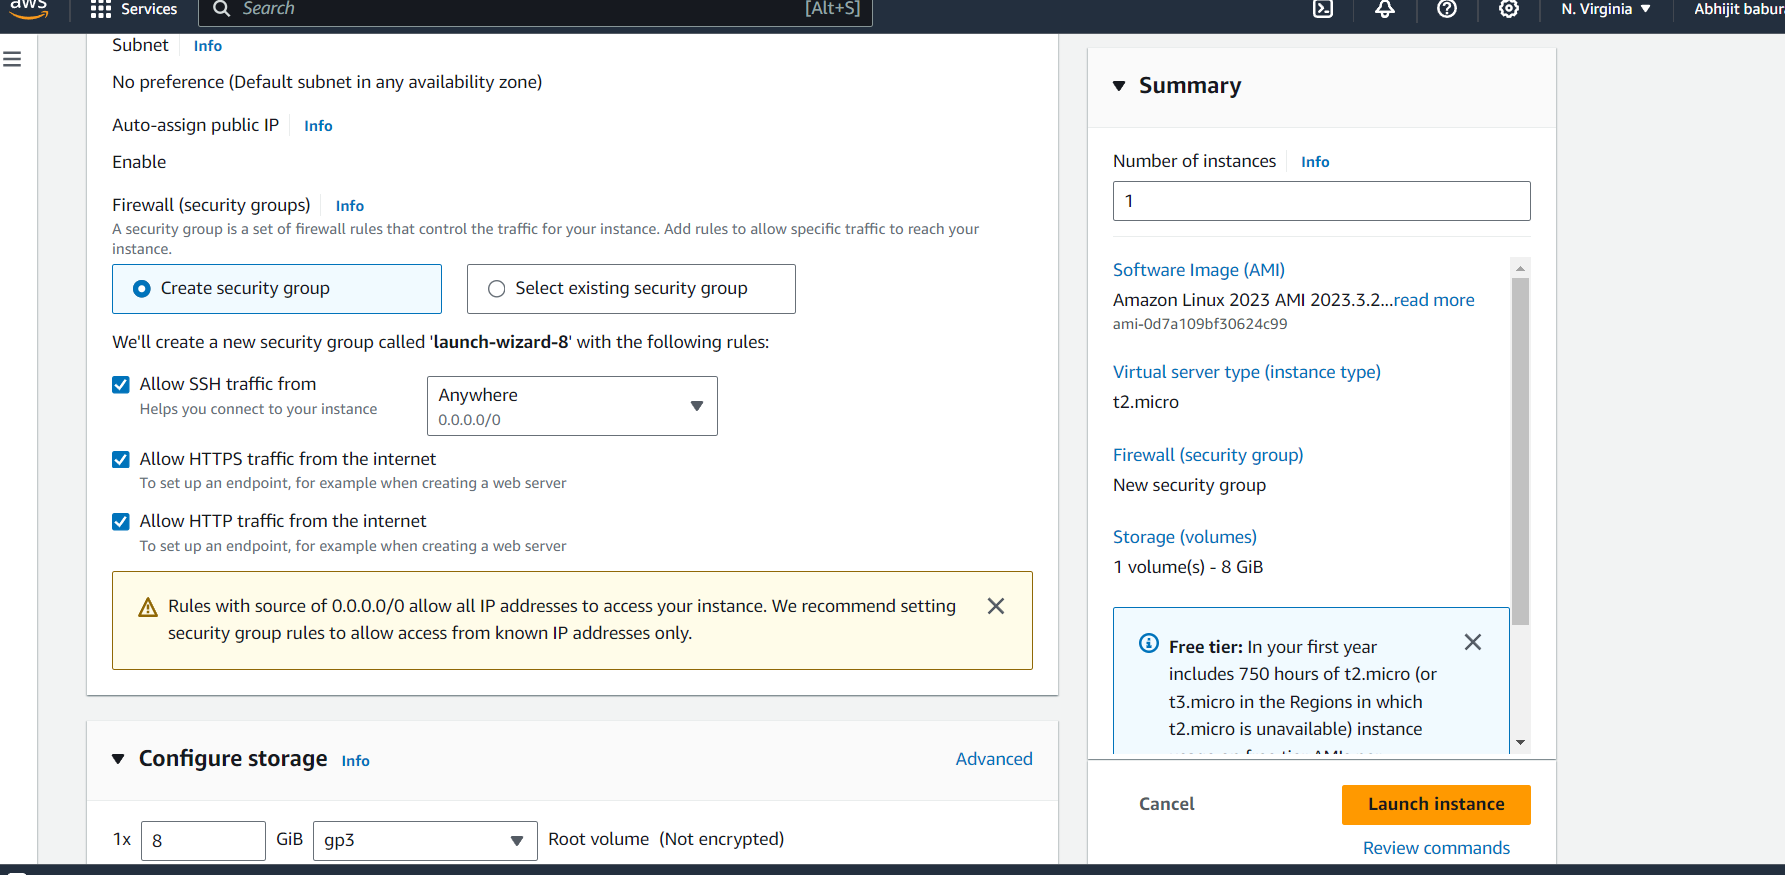 aws
Services
Search
[Alt+S]
N. Virginia
Abhijit babura
Subnet Info
No preference (Default subnet in any availability zone)
Auto-assign public IP Info
Enable
Firewall (security groups) Info
A security group is a set of firewall rules that control the traffic for your instance. Add rules to allow specific traffic to reach your
instance.
Create security group
Select existing security group
We'll create a new security group called 'launch-wizard-8' with the following rules:
Allow SSH traffic from
Helps you connect to your instance
Anywhere
0.0.0.0/0
Allow HTTPS traffic from the internet
To set up an endpoint, for example when creating a web server
Allow HTTP traffic from the internet
To set up an endpoint, for example when creating a web server
Rules with source of 0.0.0.0/0 allow all IP addresses to access your instance. We recommend setting
security group rules to allow access from known IP addresses only.
Configure storage Info
Advanced
1x 8 GiB gp3 Root volume (Not encrypted)
Summary
Number of instances Info
1
Software Image (AMI)
Amazon Linux 2023 AMI 2023.3.2...read more
ami-0d7a109bf30624c99
Virtual server type (instance type)
t2.micro
Firewall (security group)
New security group
Storage (volumes)
1 volume(s) - 8 GiB
Free tier: In your first year
includes 750 hours of t2.micro (or
t3.micro in the Regions in which
t2.micro is unavailable) instance
Cancel
Launch instance
Review commands